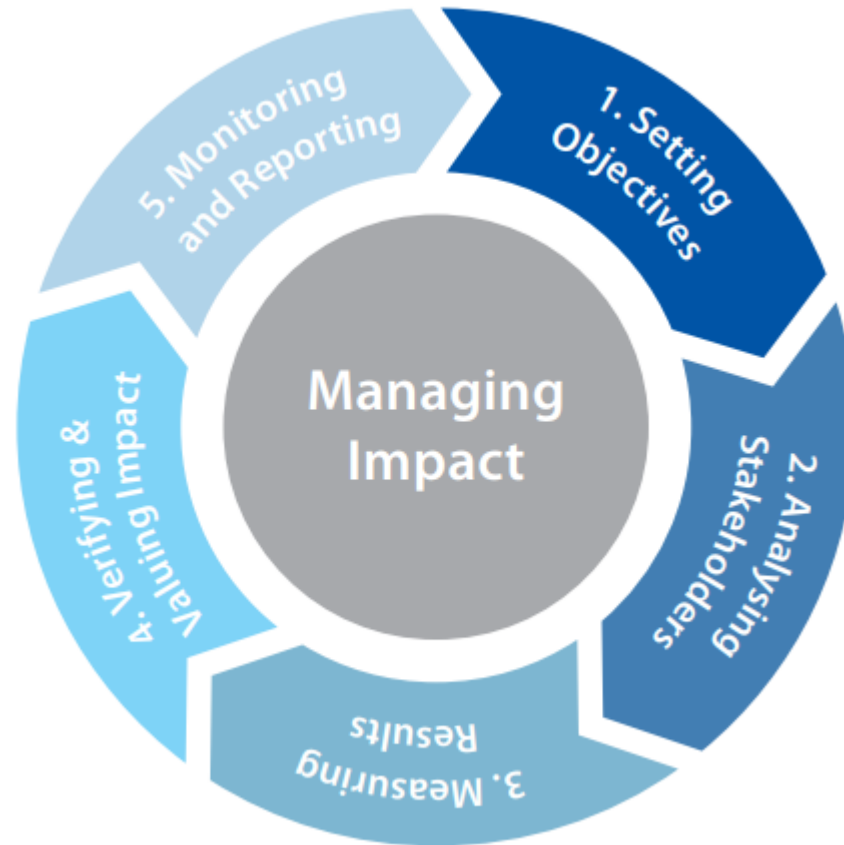 1. Setting
Objectives
2. Analysing
Stakeholders
3. Measuring
Results
4. Verifying &
Valuing Impact
5. Monitoring
and Reporting
Managing
Impact